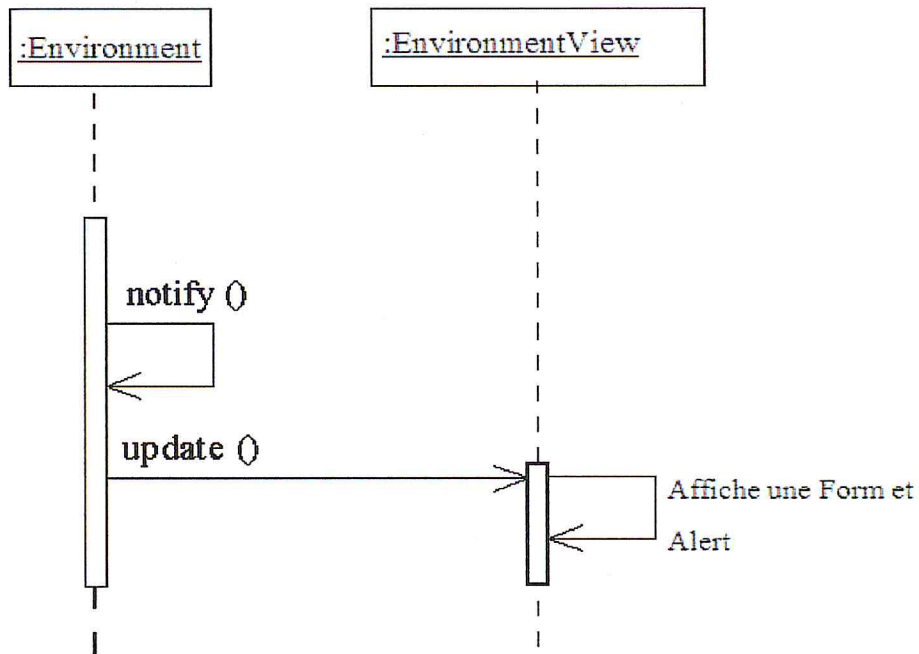 :Environment
:EnvironmentView
notify ()
update ()
Affiche une Form et
Alert